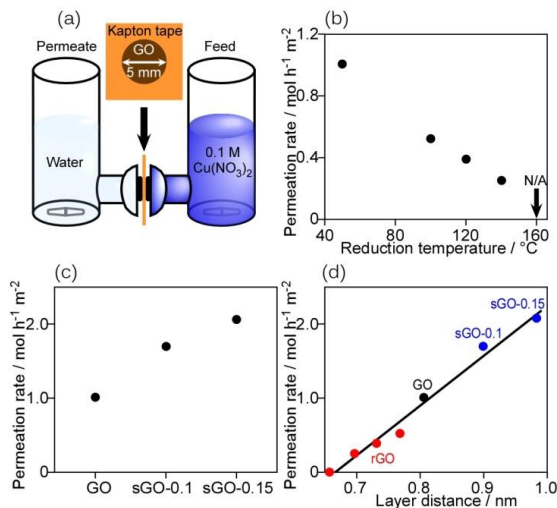 (a)
Kapton tape
Permeate
GO
Feed
5 mm
Water
0.1 M
Cu(NO₃)₂
(b)
Permeation rate / mol h⁻¹ m⁻²
1.2
0.8
0.4
0
N/A
40
80
120
160
Reduction temperature / °C
(c)
Permeation rate / mol h⁻¹ m⁻²
2.0
1.0
0
GO
sGO-0.1
sGO-0.15
(d)
Permeation rate / mol h⁻¹ m⁻²
2.0
1.0
0
sGO-0.15
sGO-0.1
GO
rGO
0.7
0.8
0.9
1.0
Layer distance / nm